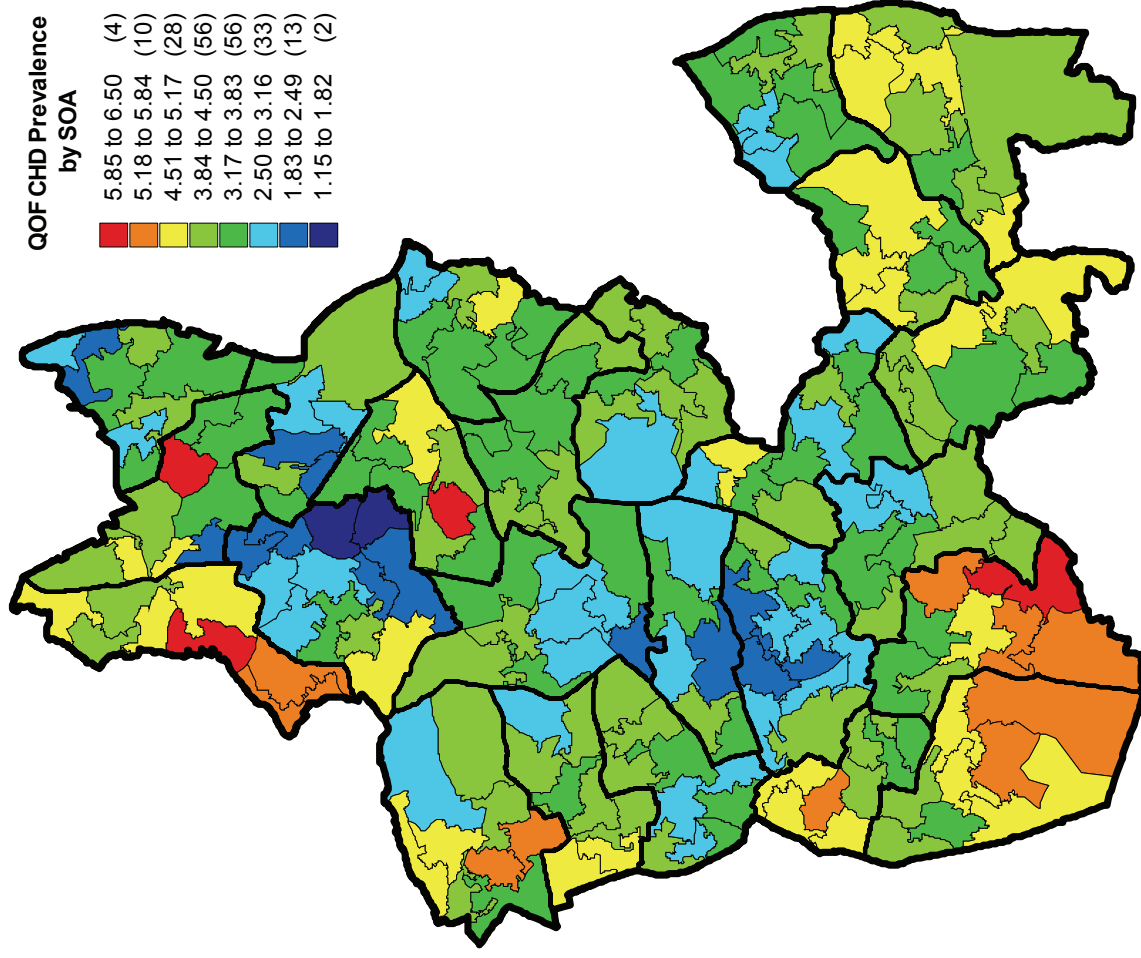 QOF CHD Prevalence
by SOA
5.85 to 6.50 (4)
5.18 to 5.84 (10)
4.51 to 5.17 (28)
3.84 to 4.50 (56)
3.17 to 3.83 (56)
2.50 to 3.16 (33)
1.83 to 2.49 (13)
1.15 to 1.82 (2)